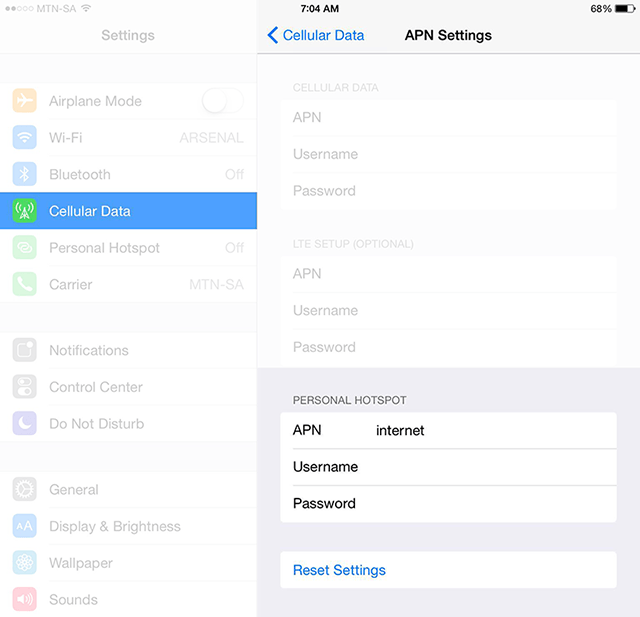 MTN-SA
7:04 AM
68%
Settings
Cellular Data
APN Settings
Airplane Mode
Wi-Fi ARSENAL
Bluetooth Off
Cellular Data
Personal Hotspot Off
Carrier MTN-SA
Notifications
Control Center
Do Not Disturb
General
AA Display & Brightness
Wallpaper
Sounds
CELLULAR DATA
APN
Username
Password
LTE SETUP (OPTIONAL)
APN
Username
Password
PERSONAL HOTSPOT
APN internet
Username
Password
Reset Settings